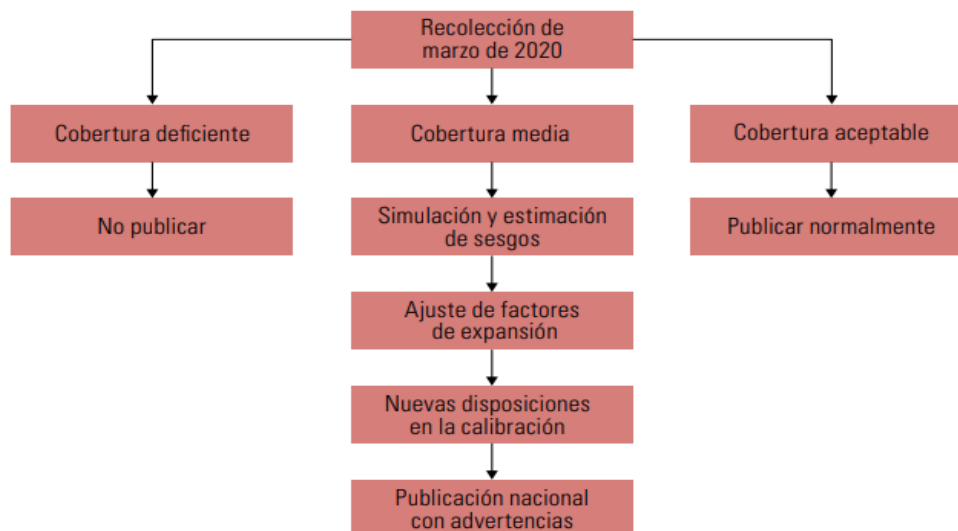 Recolección de
marzo de 2020
Cobertura deficiente
Cobertura media
Cobertura aceptable
No publicar
Simulación y estimación
de sesgos
Publicar normalmente
Ajuste de factores
de expansión
Nuevas disposiciones
en la calibración
Publicación nacional
con advertencias